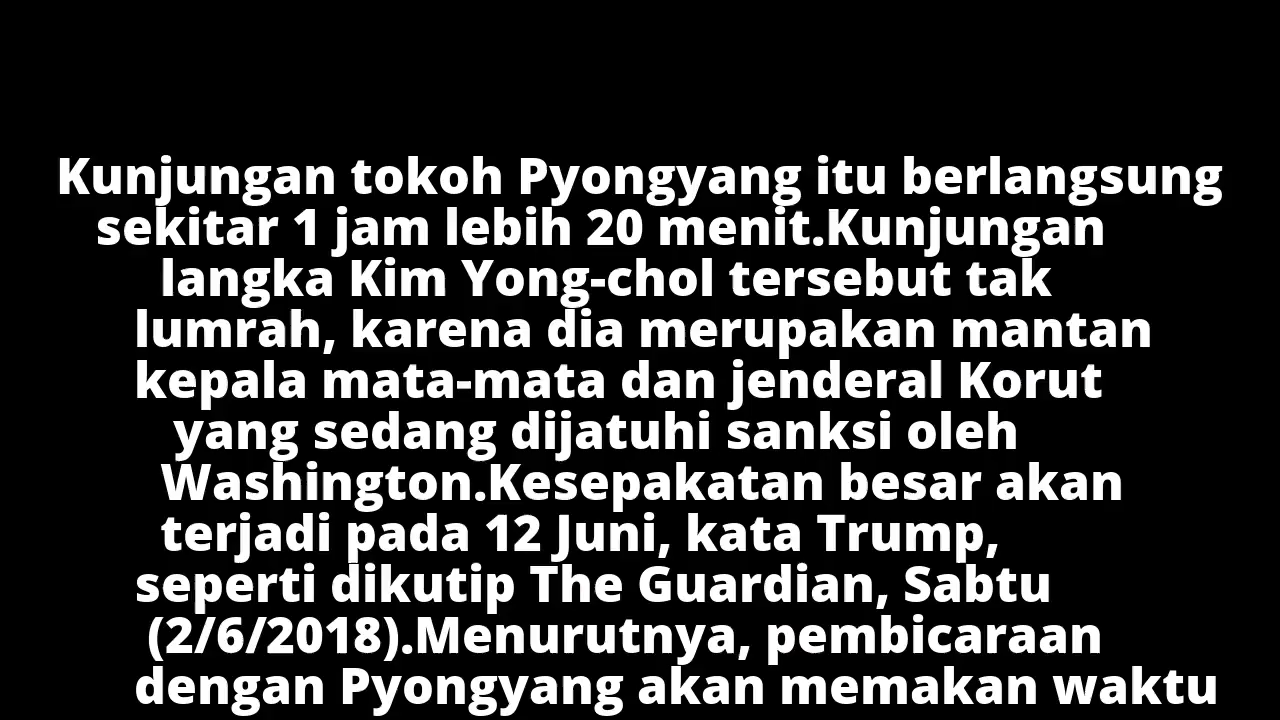 Kunjungan tokoh Pyongyang itu berlangsung
sekitar 1 jam lebih 20 menit.Kunjungan
langka Kim Yong-chol tersebut tak
lumrah, karena dia merupakan mantan
kepala mata-mata dan jenderal Korut
yang sedang dijatuhi sanksi oleh
Washington.Kesepakatan besar akan
terjadi pada 12 Juni, kata Trump,
seperti dikutip The Guardian, Sabtu
(2/6/2018).Menurutnya, pembicaraan
dengan Pyongyang akan memakan waktu